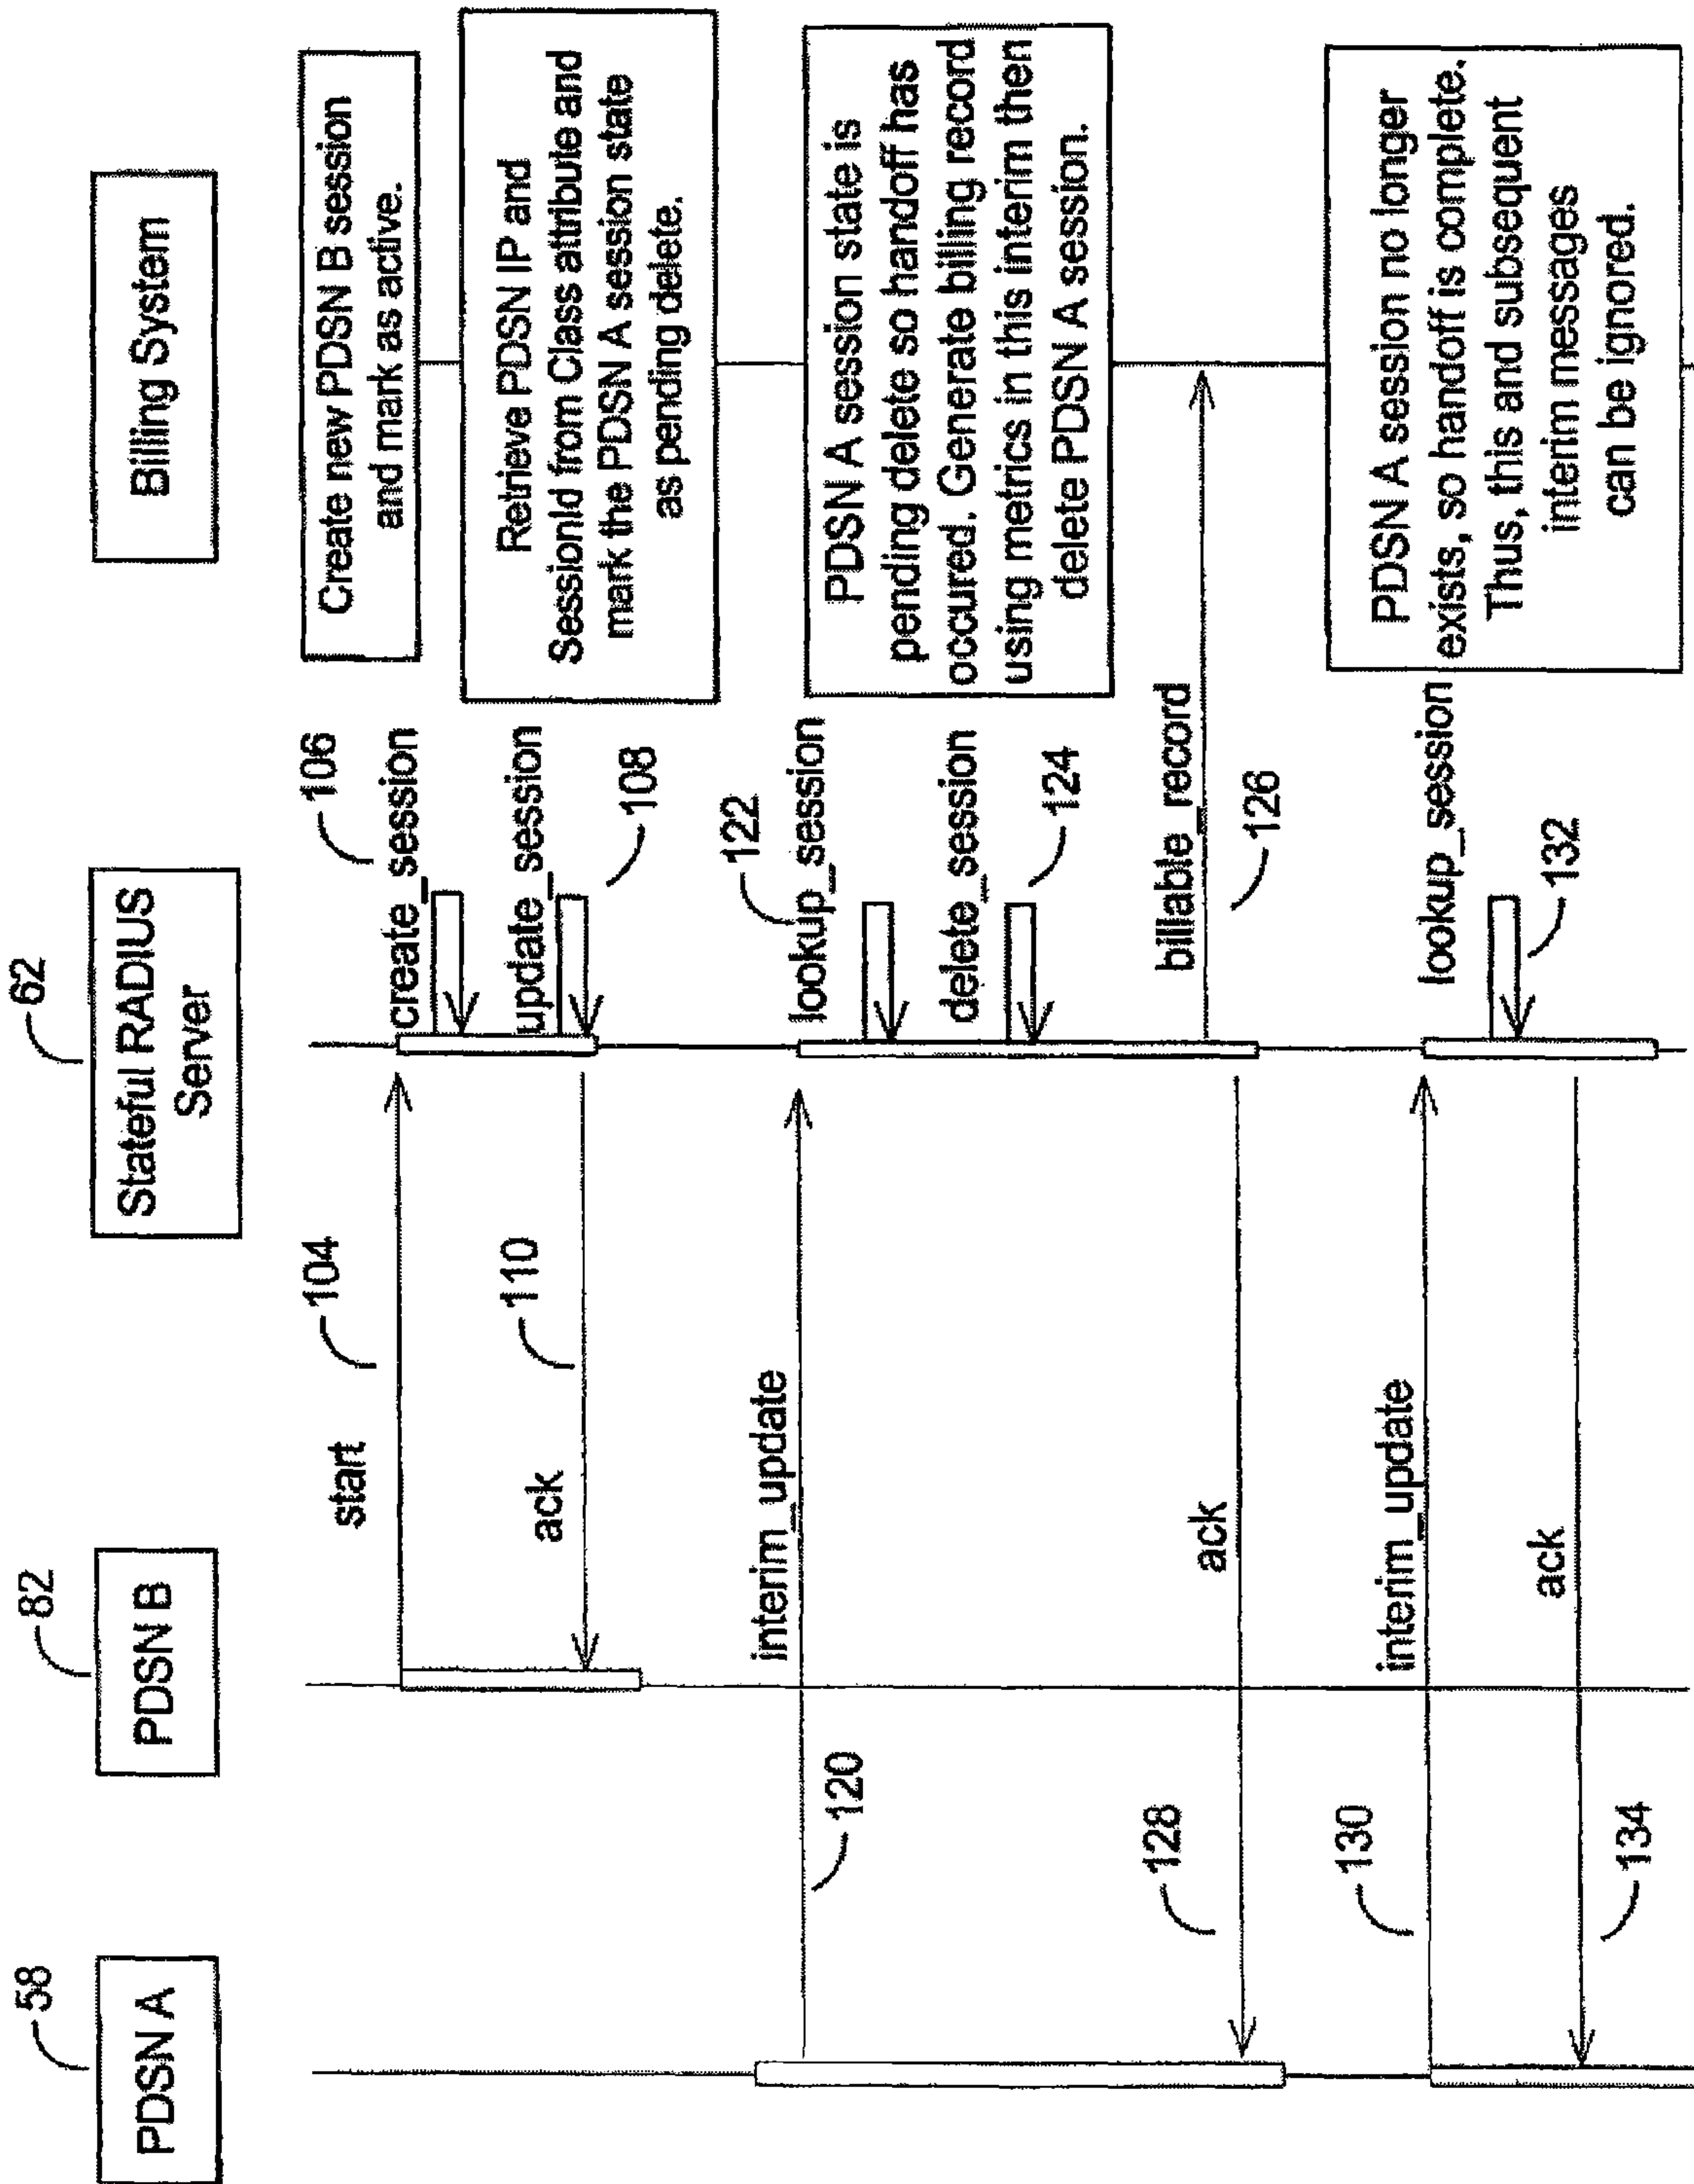 58
PDSN A
82
PDSN B
62
Stateful RADIUS
Server
Billing System
start
104
create_session
106
Create new PDSN B session
and mark as active.
ack
110
update_session
108
Retrieve PDSN IP and
SessionId from Class attribute and
mark the PDSN A session state
as pending delete.
interim_update
120
lookup_session
122
PDSN A session state is
pending delete so handoff has
occured. Generate billing record
using metrics in this interim then
delete PDSN A session.
delete_session
124
billable_record
126
ack
128
interim_update
130
lookup_session
132
PDSN A session no longer
exists, so handoff is complete.
Thus, this and subsequent
interim messages
can be ignored.
ack
134